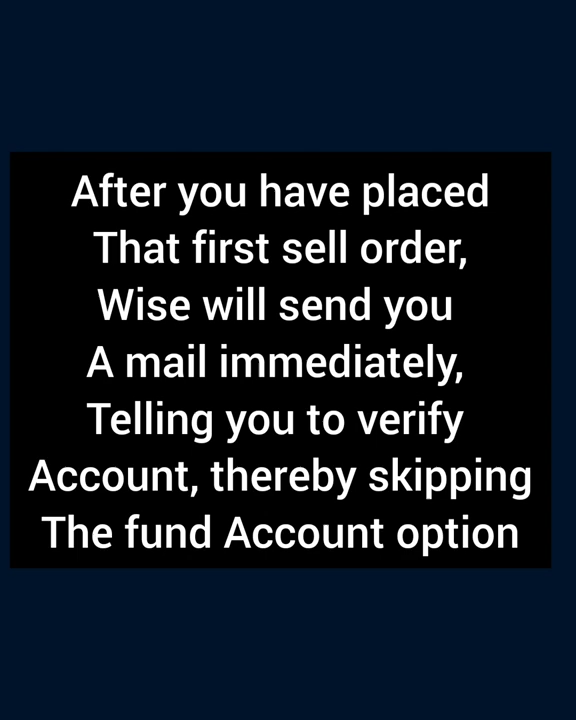 After you have placed
That first sell order,
Wise will send you
A mail immediately,
Telling you to verify
Account, thereby skipping
The fund Account option